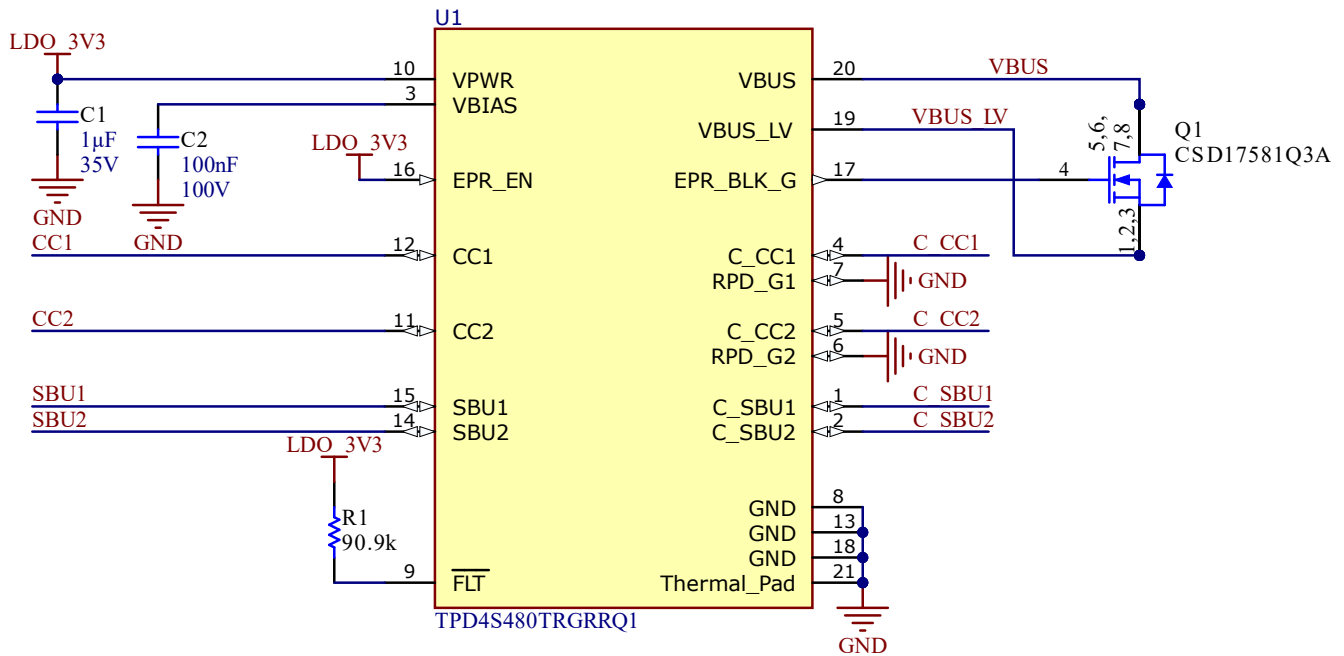 U1
LDO_3V3
10 VPWR VBUS 20 VBUS
3 VBIAS
C1
1µF
35V
C2
100nF
100V
VBUS_LV 19 VBUS_LV
5,6,
7,8
Q1
CSD17581Q3A
LDO_3V3
16 EPR_EN EPR_BLK_G 17 4
GND
GND
1,2,3
CC1 12 CC1 C_CC1 4 C_CC1
RPD_G1 7 GND
CC2 11 CC2 C_CC2 5 C_CC2
RPD_G2 6 GND
SBU1 15 SBU1 C_SBU1 1 C_SBU1
SBU2 14 SBU2 C_SBU2 2 C_SBU2
LDO_3V3
R1
90.9k
GND 8
GND 13
GND 18
9 FLT Thermal_Pad 21
TPD4S480TRGRRQ1
GND